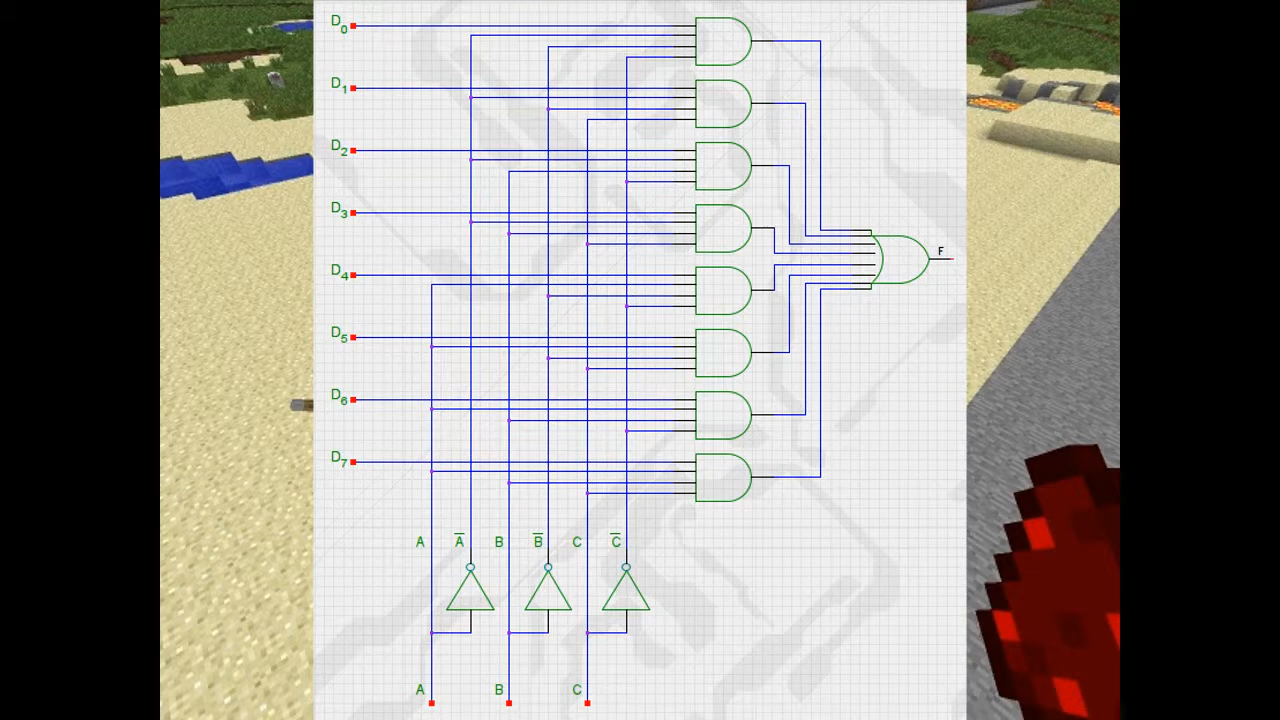 D0
D1
D2
D3
D4
D5
D6
D7
F
A A̅ B B̅ C C̅
A B C